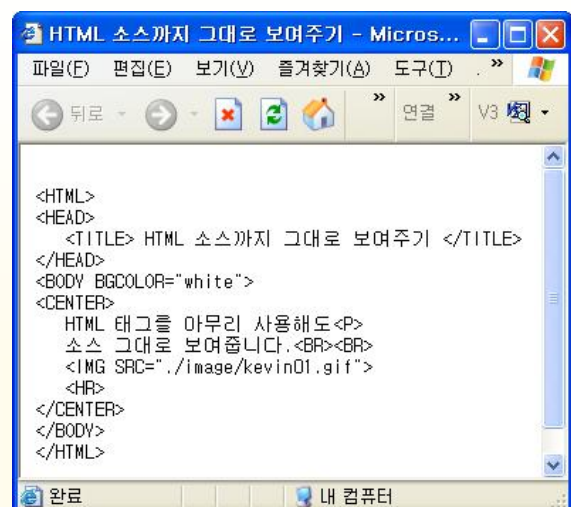 HTML 소스까지 그대로 보여주기 - Micros...
파일(F) 편집(E) 보기(V) 즐겨찾기(A) 도구(T) . »
뒤로 » 연결 » V3
<HTML>
<HEAD>
<TITLE> HTML 소스까지 그대로 보여주기 </TITLE>
</HEAD>
<BODY BGCOLOR="white">
<CENTER>
HTML 태그를 아무리 사용해도<P>
소스 그대로 보여줍니다.<BR><BR>
<IMG SRC="./image/kevin01.gif">
<HR>
</CENTER>
</BODY>
</HTML>
완료 내 컴퓨터